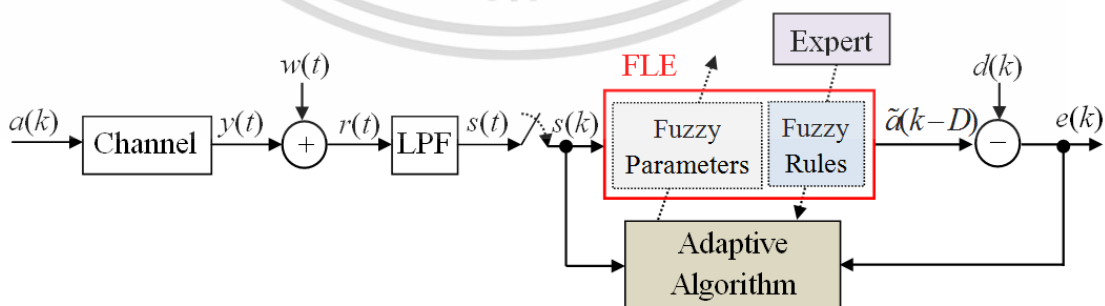 Expert
FLE
w(t)
d(k)
a(k)
Channel
y(t)
+
r(t)
LPF
s(t)
s(k)
Fuzzy
Parameters
Fuzzy
Rules
ã(k−D)
−
e(k)
Adaptive
Algorithm